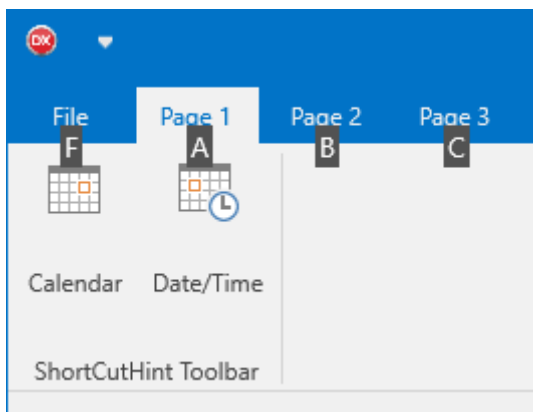 DX
File Page 1 Page 2 Page 3
F A B C
Calendar Date/Time
ShortCutHint Toolbar